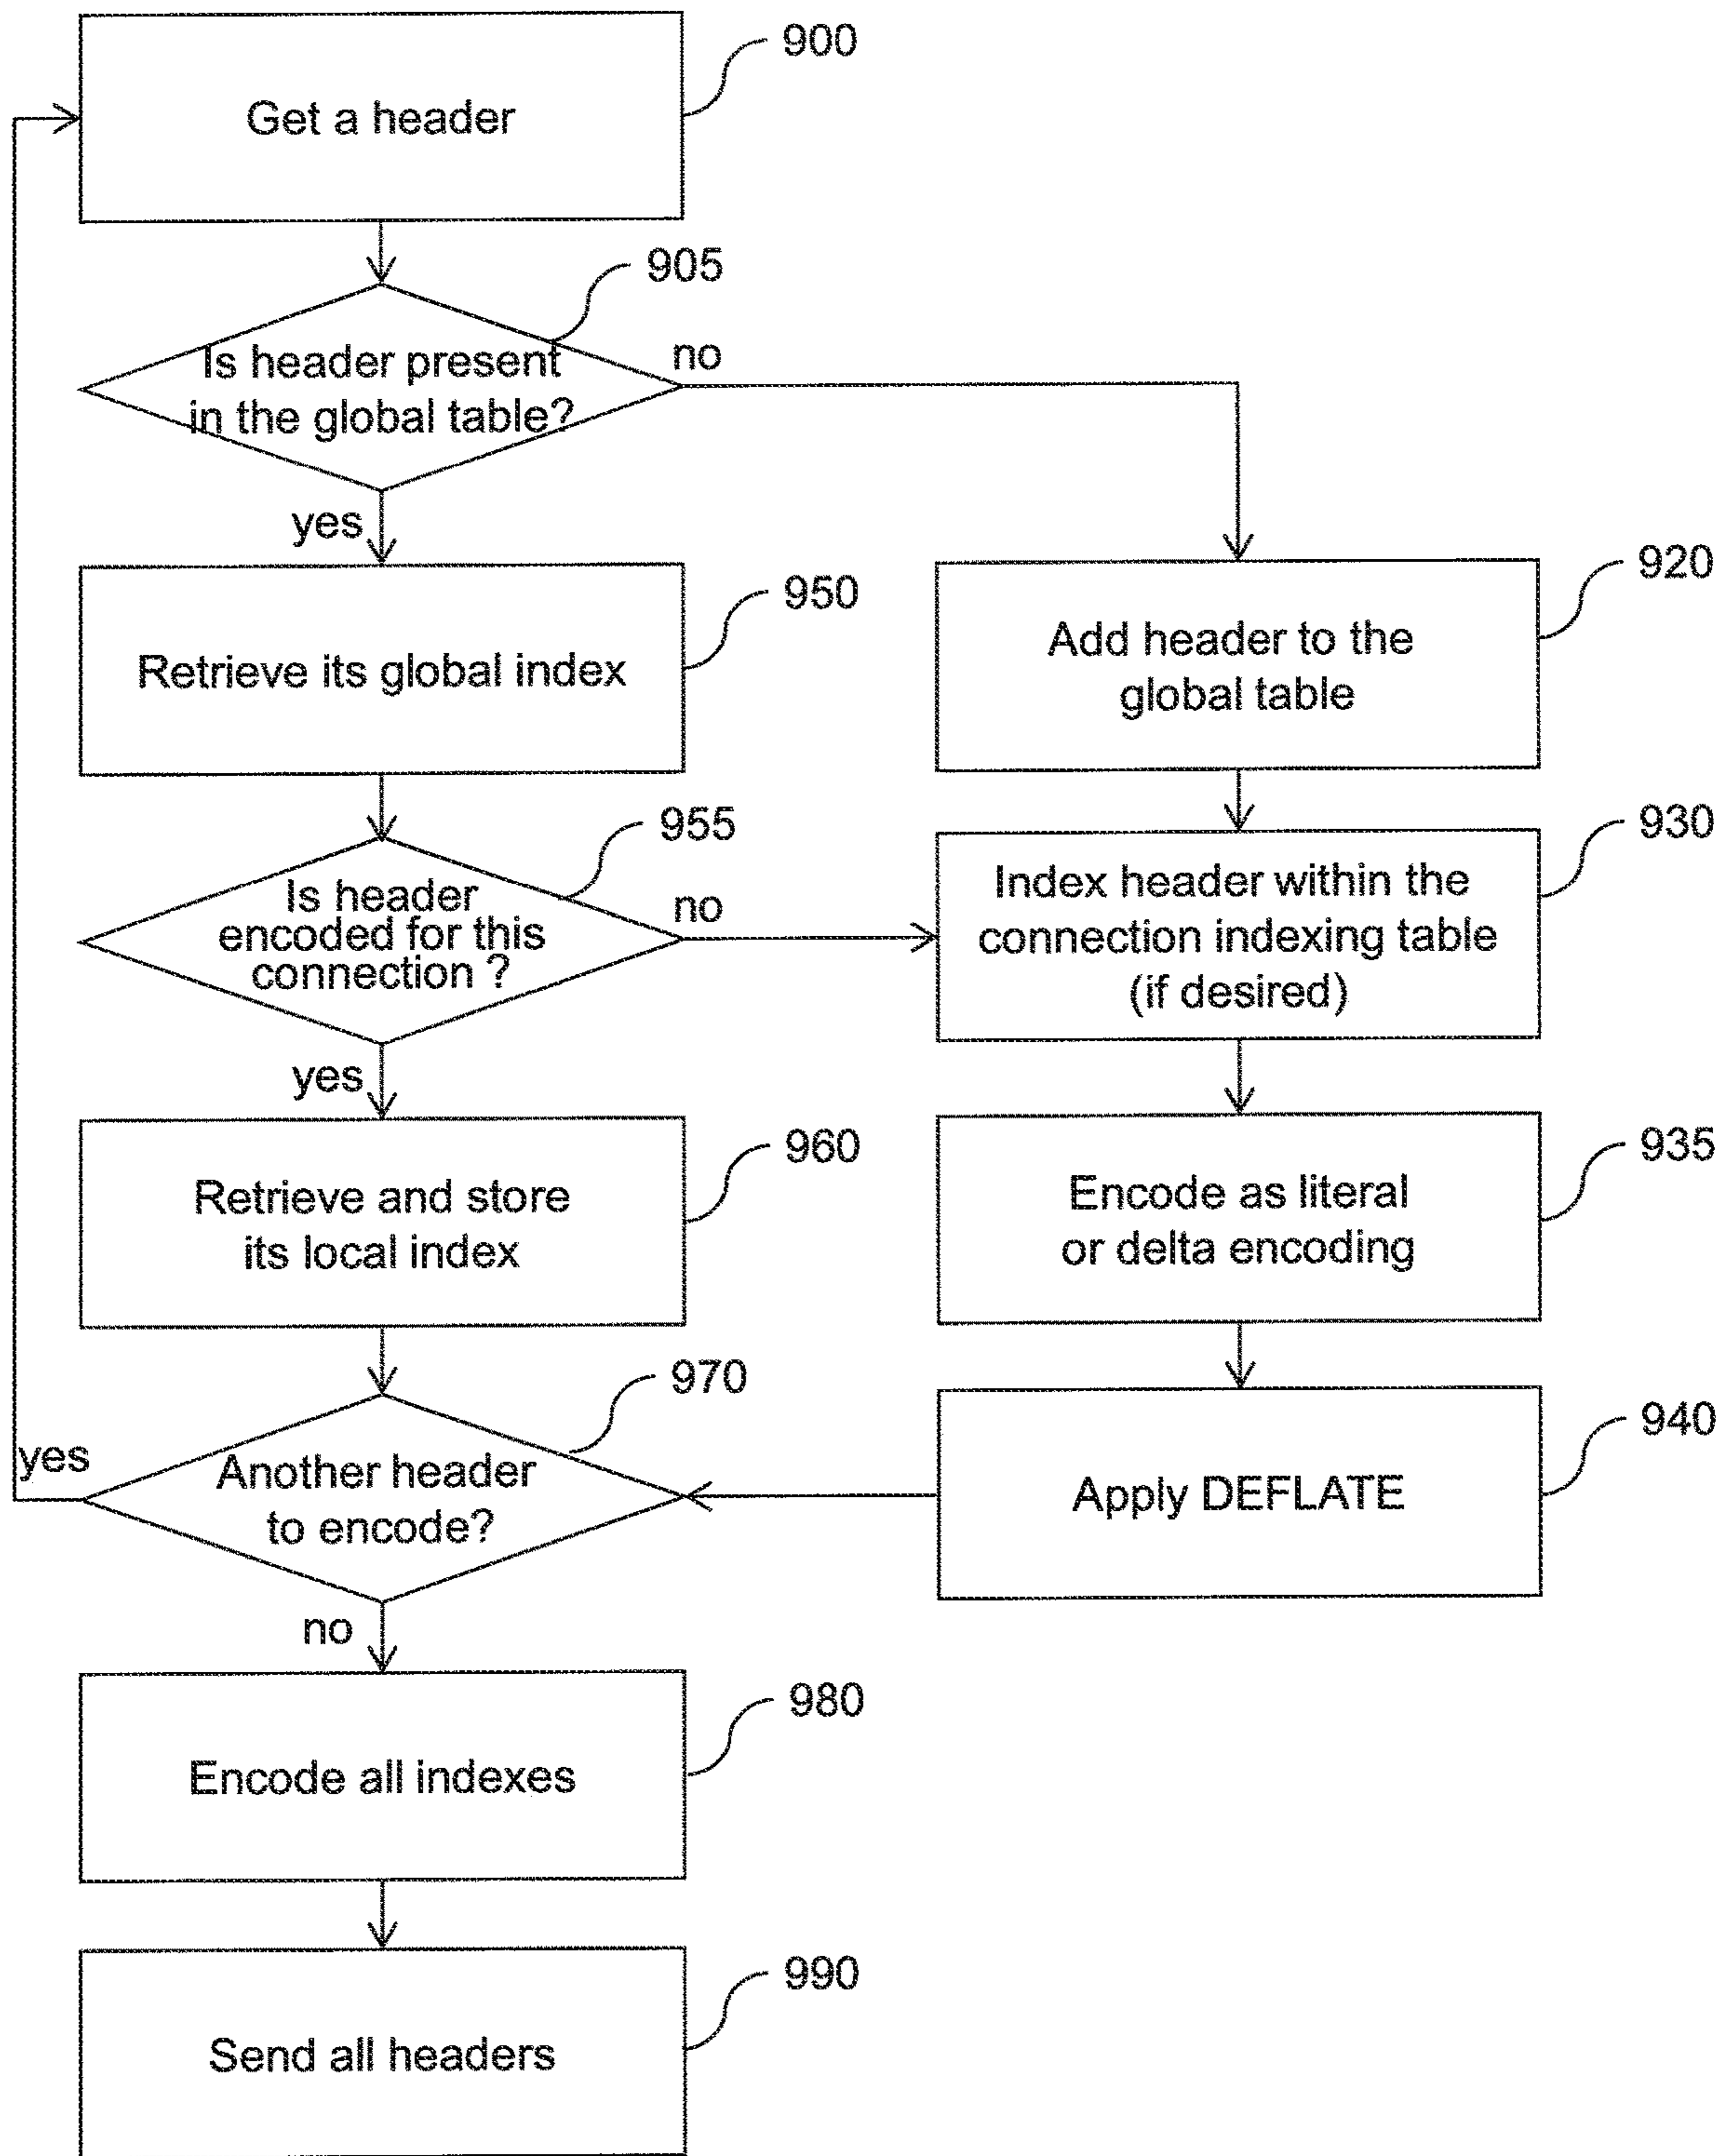 900
Get a header
905
Is header present
in the global table?
no
yes
950
Retrieve its global index
920
Add header to the
global table
955
Is header
encoded for this
connection ?
no
yes
930
Index header within the
connection indexing table
(if desired)
960
Retrieve and store
its local index
935
Encode as literal
or delta encoding
970
Another header
to encode?
yes
no
940
Apply DEFLATE
980
Encode all indexes
990
Send all headers